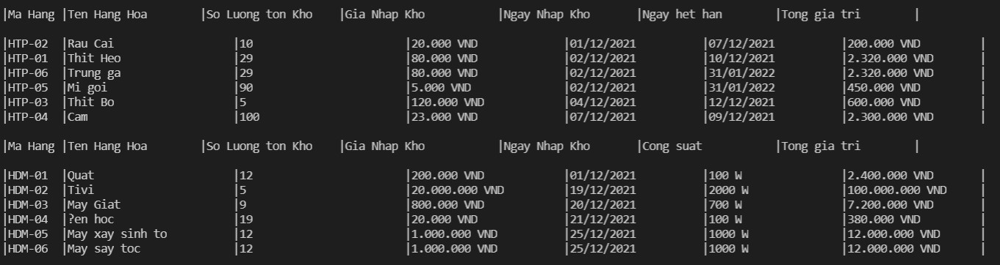 |Ma Hang |Ten Hang Hoa |So Luong ton Kho |Gia Nhap Kho |Ngay Nhap Kho |Ngay het han |Tong gia tri |
|HTP-02 |Rau Cai |10 |20.000 VND |01/12/2021 |07/12/2021 |200.000 VND |
|HTP-01 |Thit Heo |29 |80.000 VND |02/12/2021 |10/12/2021 |2.320.000 VND |
|HTP-06 |Trung ga |29 |80.000 VND |02/12/2021 |31/01/2022 |2.320.000 VND |
|HTP-05 |Mi goi |90 |5.000 VND |02/12/2021 |31/01/2022 |450.000 VND |
|HTP-03 |Thit Bo |5 |120.000 VND |04/12/2021 |12/12/2021 |600.000 VND |
|HTP-04 |Cam |100 |23.000 VND |07/12/2021 |09/12/2021 |2.300.000 VND |
|Ma Hang |Ten Hang Hoa |So Luong ton Kho |Gia Nhap Kho |Ngay Nhap Kho |Cong suat |Tong gia tri |
|HDM-01 |Quat |12 |200.000 VND |01/12/2021 |100 W |2.400.000 VND |
|HDM-02 |Tivi |5 |20.000.000 VND |19/12/2021 |2000 W |100.000.000 VND |
|HDM-03 |May Giat |9 |800.000 VND |20/12/2021 |700 W |7.200.000 VND |
|HDM-04 |?en hoc |19 |20.000 VND |21/12/2021 |100 W |380.000 VND |
|HDM-05 |May xay sinh to |12 |1.000.000 VND |25/12/2021 |1000 W |12.000.000 VND |
|HDM-06 |May say toc |12 |1.000.000 VND |25/12/2021 |1000 W |12.000.000 VND |